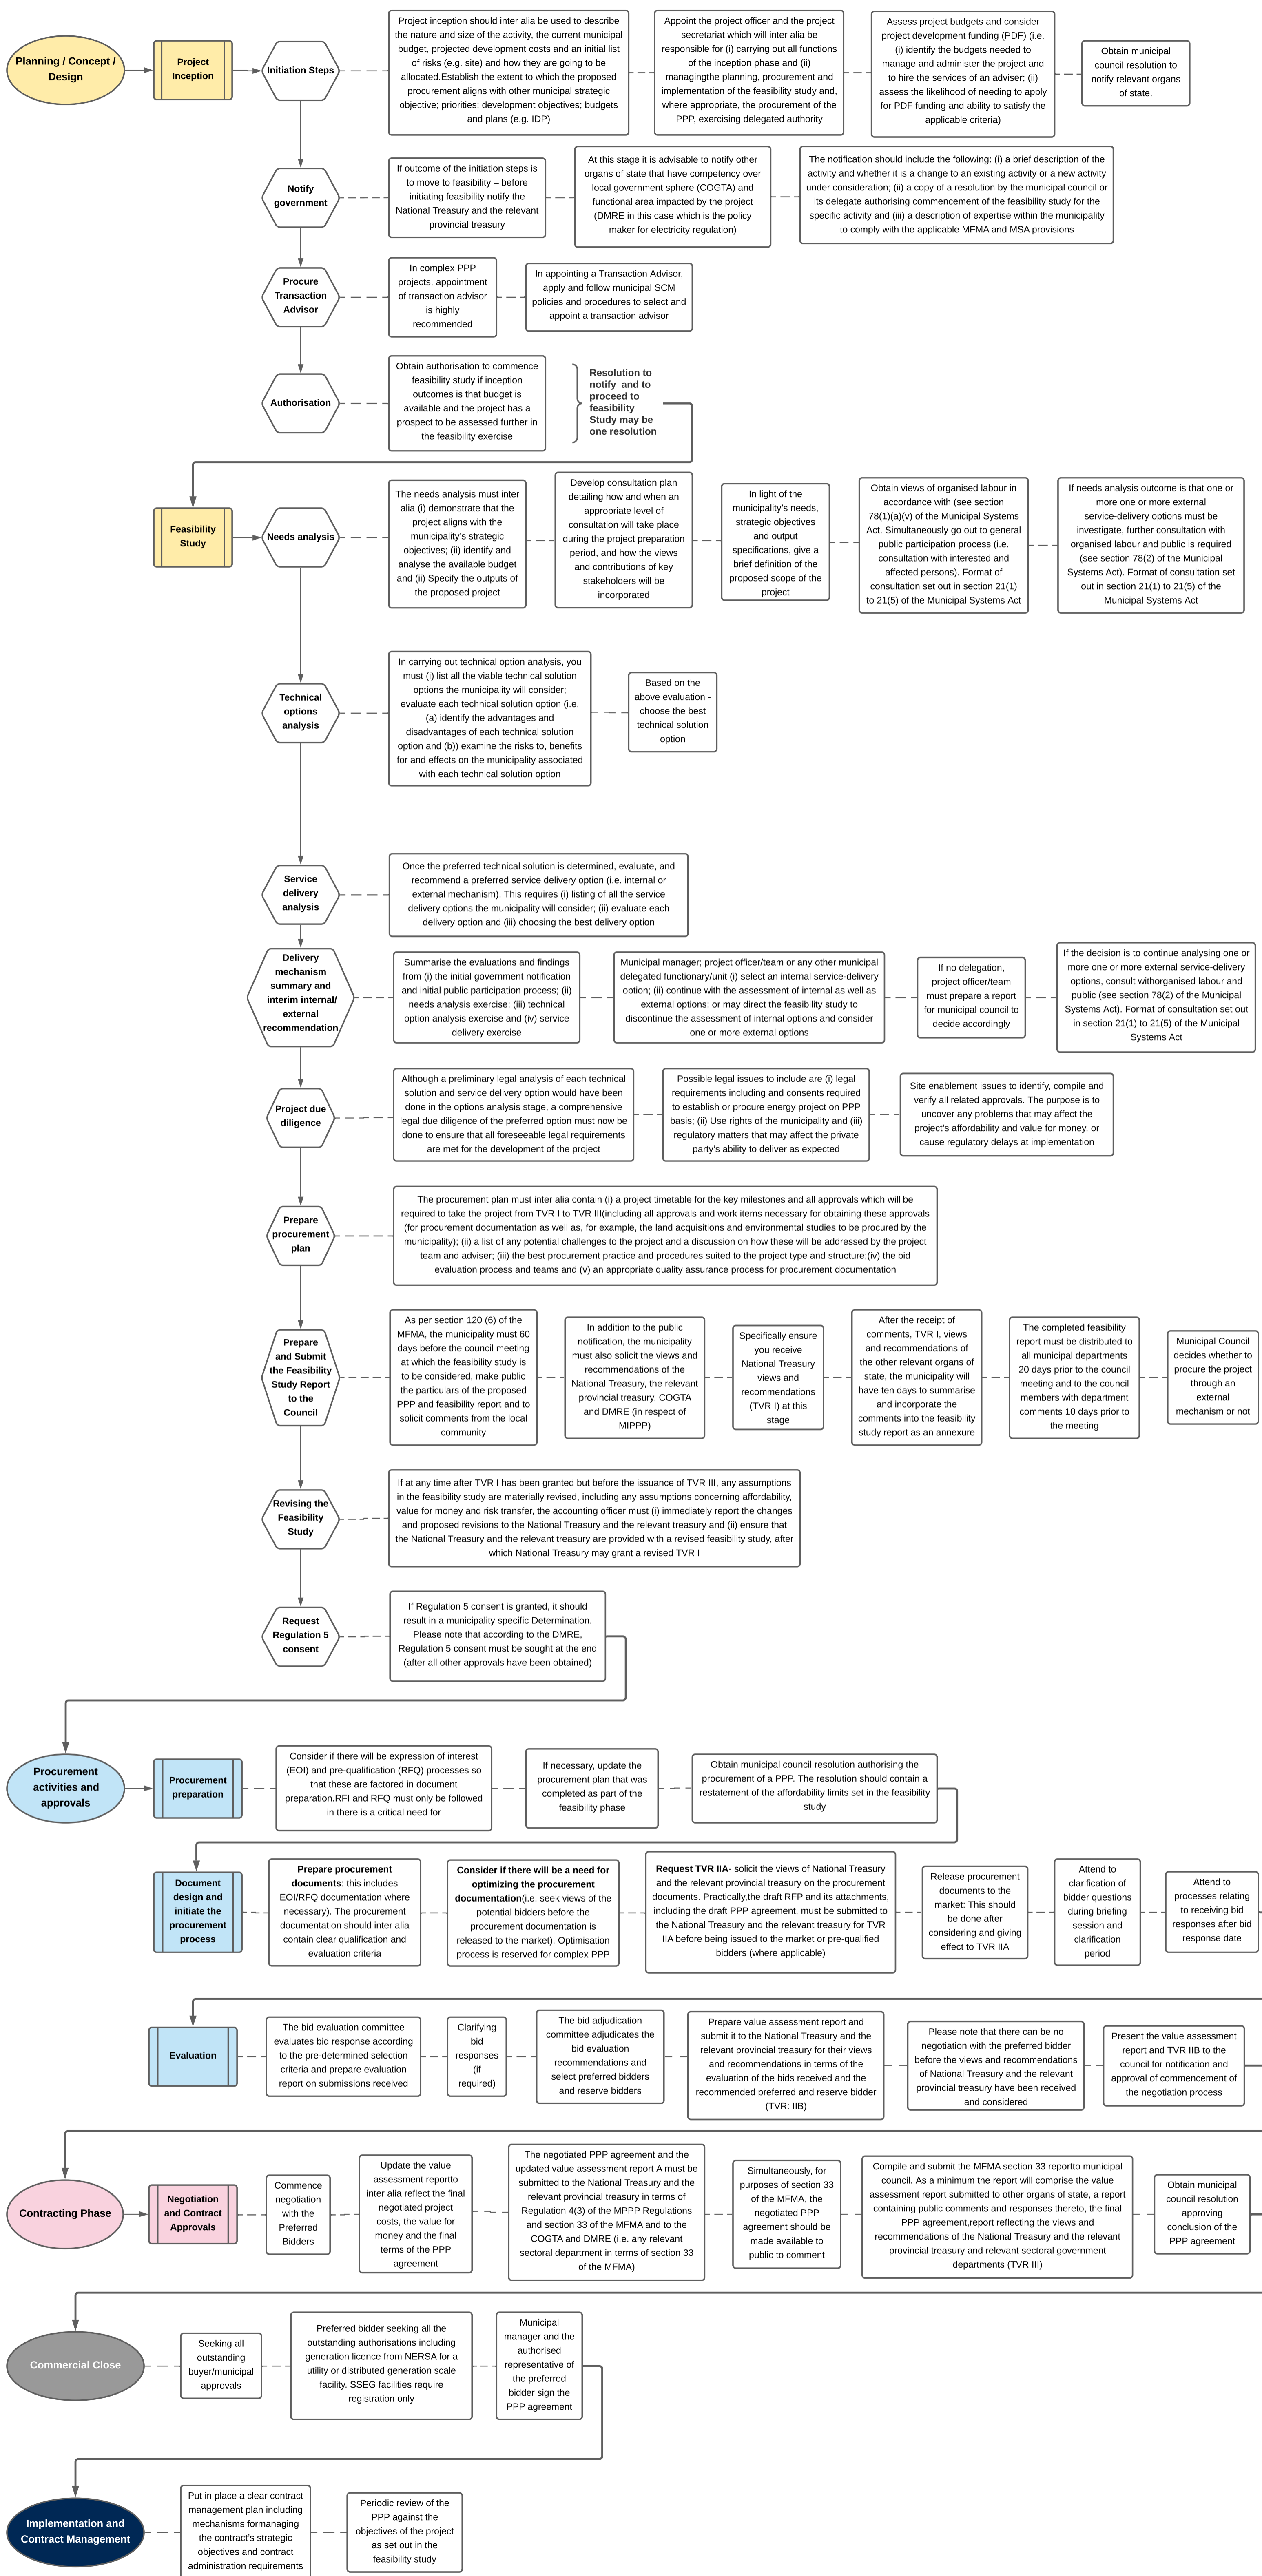 Planning / Concept /
Design
Project
Inception
Initiation Steps
Project inception should inter alia be used to describe
the nature and size of the activity, the current municipal
budget, projected development costs and an initial list
of risks (e.g. site) and how they are going to be
allocated.Establish the extent to which the proposed
procurement aligns with other municipal strategic
objective; priorities; development objectives; budgets
and plans (e.g. IDP)
Appoint the project officer and the project
secretariat which will inter alia be
responsible for (i) carrying out all functions
of the inception phase and (ii)
managingthe planning, procurement and
implementation of the feasibility study and,
where appropriate, the procurement of the
PPP, exercising delegated authority
Assess project budgets and consider
project development funding (PDF) (i.e.
(i) identify the budgets needed to
manage and administer the project and
to hire the services of an adviser; (ii)
assess the likelihood of needing to apply
for PDF funding and ability to satisfy the
applicable criteria)
Obtain municipal
council resolution to
notify relevant organs
of state.
Notify
government
If outcome of the initiation steps is
to move to feasibility – before
initiating feasibility notify the
National Treasury and the relevant
provincial treasury
At this stage it is advisable to notify other
organs of state that have competency over
local government sphere (COGTA) and
functional area impacted by the project
(DMRE in this case which is the policy
maker for electricity regulation)
The notification should include the following: (i) a brief description of the
activity and whether it is a change to an existing activity or a new activity
under consideration; (ii) a copy of a resolution by the municipal council or
its delegate authorising commencement of the feasibility study for the
specific activity and (iii) a description of expertise within the municipality
to comply with the applicable MFMA and MSA provisions
Procure
Transaction
Advisor
In complex PPP
projects, appointment
of transaction advisor
is highly
recommended
In appointing a Transaction Advisor,
apply and follow municipal SCM
policies and procedures to select and
appoint a transaction advisor
Authorisation
Obtain authorisation to commence
feasibility study if inception
outcomes is that budget is
available and the project has a
prospect to be assessed further in
the feasibility exercise
Resolution to
notify and to
proceed to
feasibility
Study may be
one resolution
Feasibility
Study
Needs analysis
The needs analysis must inter
alia (i) demonstrate that the
project aligns with the
municipality's strategic
objectives; (ii) identify and
analyse the available budget
and (ii) Specify the outputs of
the proposed project
Develop consultation plan
detailing how and when an
appropriate level of
consultation will take place
during the project preparation
period, and how the views
and contributions of key
stakeholders will be
incorporated
In light of the
municipality's needs,
strategic objectives
and output
specifications, give a
brief definition of the
proposed scope of the
project
Obtain views of organised labour in
accordance with (see section
78(1)(a)(v) of the Municipal Systems
Act. Simultaneously go out to general
public participation process (i.e.
consultation with interested and
affected persons). Format of
consultation set out in section 21(1)
to 21(5) of the Municipal Systems Act
If needs analysis outcome is that one or
more one or more external
service-delivery options must be
investigate, further consultation with
organised labour and public is required
(see section 78(2) of the Municipal
Systems Act). Format of consultation set
out in section 21(1) to 21(5) of the
Municipal Systems Act
Technical
options
analysis
In carrying out technical option analysis, you
must (i) list all the viable technical solution
options the municipality will consider;
evaluate each technical solution option (i.e.
(a) identify the advantages and
disadvantages of each technical solution
option and (b)) examine the risks to, benefits
for and effects on the municipality associated
with each technical solution option
Based on the
above evaluation -
choose the best
technical solution
option
Service
delivery
analysis
Once the preferred technical solution is determined, evaluate, and
recommend a preferred service delivery option (i.e. internal or
external mechanism). This requires (i) listing of all the service
delivery options the municipality will consider; (ii) evaluate each
delivery option and (iii) choosing the best delivery option
Delivery
mechanism
summary and
interim internal/
external
recommendation
Summarise the evaluations and findings
from (i) the initial government notification
and initial public participation process; (ii)
needs analysis exercise; (iii) technical
option analysis exercise and (iv) service
delivery exercise
Municipal manager; project officer/team or any other municipal
delegated functionary/unit (i) select an internal service-delivery
option; (ii) continue with the assessment of internal as well as
external options; or may direct the feasibility study to
discontinue the assessment of internal options and consider
one or more external options
If no delegation,
project officer/team
must prepare a report
for municipal council to
decide accordingly
If the decision is to continue analysing one or
more one or more external service-delivery
options, consult withorganised labour and
public (see section 78(2) of the Municipal
Systems Act). Format of consultation set out
in section 21(1) to 21(5) of the Municipal
Systems Act
Project due
diligence
Although a preliminary legal analysis of each technical
solution and service delivery option would have been
done in the options analysis stage, a comprehensive
legal due diligence of the preferred option must now be
done to ensure that all foreseeable legal requirements
are met for the development of the project
Possible legal issues to include are (i) legal
requirements including and consents required
to establish or procure energy project on PPP
basis; (ii) Use rights of the municipality and (iii)
regulatory matters that may affect the private
party's ability to deliver as expected
Site enablement issues to identify, compile and
verify all related approvals. The purpose is to
uncover any problems that may affect the
project's affordability and value for money, or
cause regulatory delays at implementation
Prepare
procurement
plan
The procurement plan must inter alia contain (i) a project timetable for the key milestones and all approvals which will be
required to take the project from TVR I to TVR III(including all approvals and work items necessary for obtaining these approvals
(for procurement documentation as well as, for example, the land acquisitions and environmental studies to be procured by the
municipality); (ii) a list of any potential challenges to the project and a discussion on how these will be addressed by the project
team and adviser; (iii) the best procurement practice and procedures suited to the project type and structure;(iv) the bid
evaluation process and teams and (v) an appropriate quality assurance process for procurement documentation
Prepare
and Submit
the Feasibility
Study Report
to the
Council
As per section 120 (6) of the
MFMA, the municipality must 60
days before the council meeting
at which the feasibility study is
to be considered, make public
the particulars of the proposed
PPP and feasibility report and to
solicit comments from the local
community
In addition to the public
notification, the municipality
must also solicit the views and
recommendations of the
National Treasury, the relevant
provincial treasury, COGTA
and DMRE (in respect of
MIPPP)
Specifically ensure
you receive
National Treasury
views and
recommendations
(TVR I) at this
stage
After the receipt of
comments, TVR I, views
and recommendations of
the other relevant organs of
state, the municipality will
have ten days to summarise
and incorporate the
comments into the feasibility
study report as an annexure
The completed feasibility
report must be distributed to
all municipal departments
20 days prior to the council
meeting and to the council
members with department
comments 10 days prior to
the meeting
Municipal Council
decides whether to
procure the project
through an
external
mechanism or not
Revising the
Feasibility
Study
If at any time after TVR I has been granted but before the issuance of TVR III, any assumptions
in the feasibility study are materially revised, including any assumptions concerning affordability,
value for money and risk transfer, the accounting officer must (i) immediately report the changes
and proposed revisions to the National Treasury and the relevant treasury and (ii) ensure that
the National Treasury and the relevant treasury are provided with a revised feasibility study, after
which National Treasury may grant a revised TVR I
Request
Regulation 5
consent
If Regulation 5 consent is granted, it should
result in a municipality specific Determination.
Please note that according to the DMRE,
Regulation 5 consent must be sought at the end
(after all other approvals have been obtained)
Procurement
activities and
approvals
Procurement
preparation
Consider if there will be expression of interest
(EOI) and pre-qualification (RFQ) processes so
that these are factored in document
preparation.RFI and RFQ must only be followed
in there is a critical need for
If necessary, update the
procurement plan that was
completed as part of the
feasibility phase
Obtain municipal council resolution authorising the
procurement of a PPP. The resolution should contain a
restatement of the affordability limits set in the feasibility
study
Document
design and
initiate the
procurement
process
Prepare procurement
documents: this includes
EOI/RFQ documentation where
necessary). The procurement
documentation should inter alia
contain clear qualification and
evaluation criteria
Consider if there will be a need for
optimizing the procurement
documentation(i.e. seek views of the
potential bidders before the
procurement documentation is
released to the market). Optimisation
process is reserved for complex PPP
Request TVR IIA- solicit the views of National Treasury
and the relevant provincial treasury on the procurement
documents. Practically,the draft RFP and its attachments,
including the draft PPP agreement, must be submitted to
the National Treasury and the relevant treasury for TVR
IIA before being issued to the market or pre-qualified
bidders (where applicable)
Release procurement
documents to the
market: This should
be done after
considering and giving
effect to TVR IIA
Attend to
clarification of
bidder questions
during briefing
session and
clarification
period
Attend to
processes relating
to receiving bid
responses after bid
response date
Evaluation
The bid evaluation committee
evaluates bid response according
to the pre-determined selection
criteria and prepare evaluation
report on submissions received
Clarifying
bid
responses
(if
required)
The bid adjudication
committee adjudicates the
bid evaluation
recommendations and
select preferred bidders
and reserve bidders
Prepare value assessment report and
submit it to the National Treasury and the
relevant provincial treasury for their views
and recommendations in terms of the
evaluation of the bids received and the
recommended preferred and reserve bidder
(TVR: IIB)
Please note that there can be no
negotiation with the preferred bidder
before the views and recommendations
of National Treasury and the relevant
provincial treasury have been received
and considered
Present the value assessment
report and TVR IIB to the
council for notification and
approval of commencement of
the negotiation process
Contracting Phase
Negotiation
and Contract
Approvals
Commence
negotiation
with the
Preferred
Bidders
Update the value
assessment reportto
inter alia reflect the final
negotiated project
costs, the value for
money and the final
terms of the PPP
agreement
The negotiated PPP agreement and the
updated value assessment report A must be
submitted to the National Treasury and the
relevant provincial treasury in terms of
Regulation 4(3) of the MPPP Regulations
and section 33 of the MFMA and to the
COGTA and DMRE (i.e. any relevant
sectoral department in terms of section 33
of the MFMA)
Simultaneously, for
purposes of section 33
of the MFMA, the
negotiated PPP
agreement should be
made available to
public to comment
Compile and submit the MFMA section 33 reportto municipal
council. As a minimum the report will comprise the value
assessment report submitted to other organs of state, a report
containing public comments and responses thereto, the final
PPP agreement,report reflecting the views and
recommendations of the National Treasury and the relevant
provincial treasury and relevant sectoral government
departments (TVR III)
Obtain municipal
council resolution
approving
conclusion of the
PPP agreement
Commercial Close
Seeking all
outstanding
buyer/municipal
approvals
Preferred bidder seeking all the
outstanding authorisations including
generation licence from NERSA for a
utility or distributed generation scale
facility. SSEG facilities require
registration only
Municipal
manager and the
authorised
representative of
the preferred
bidder sign the
PPP agreement
Implementation and
Contract Management
Put in place a clear contract
management plan including
mechanisms formanaging
the contract's strategic
objectives and contract
administration requirements
Periodic review of the
PPP against the
objectives of the project
as set out in the
feasibility study